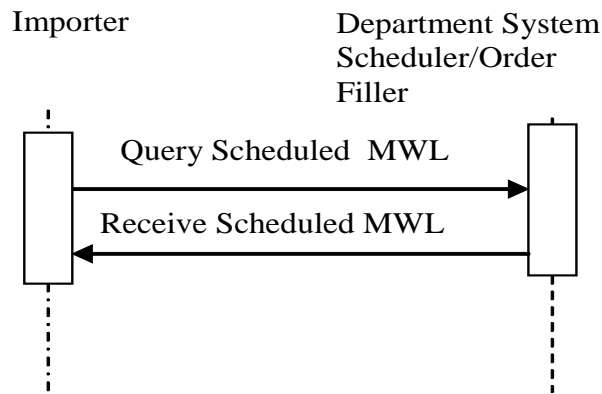 Importer
Department System
Scheduler/Order
Filler
Query Scheduled MWL
Receive Scheduled MWL